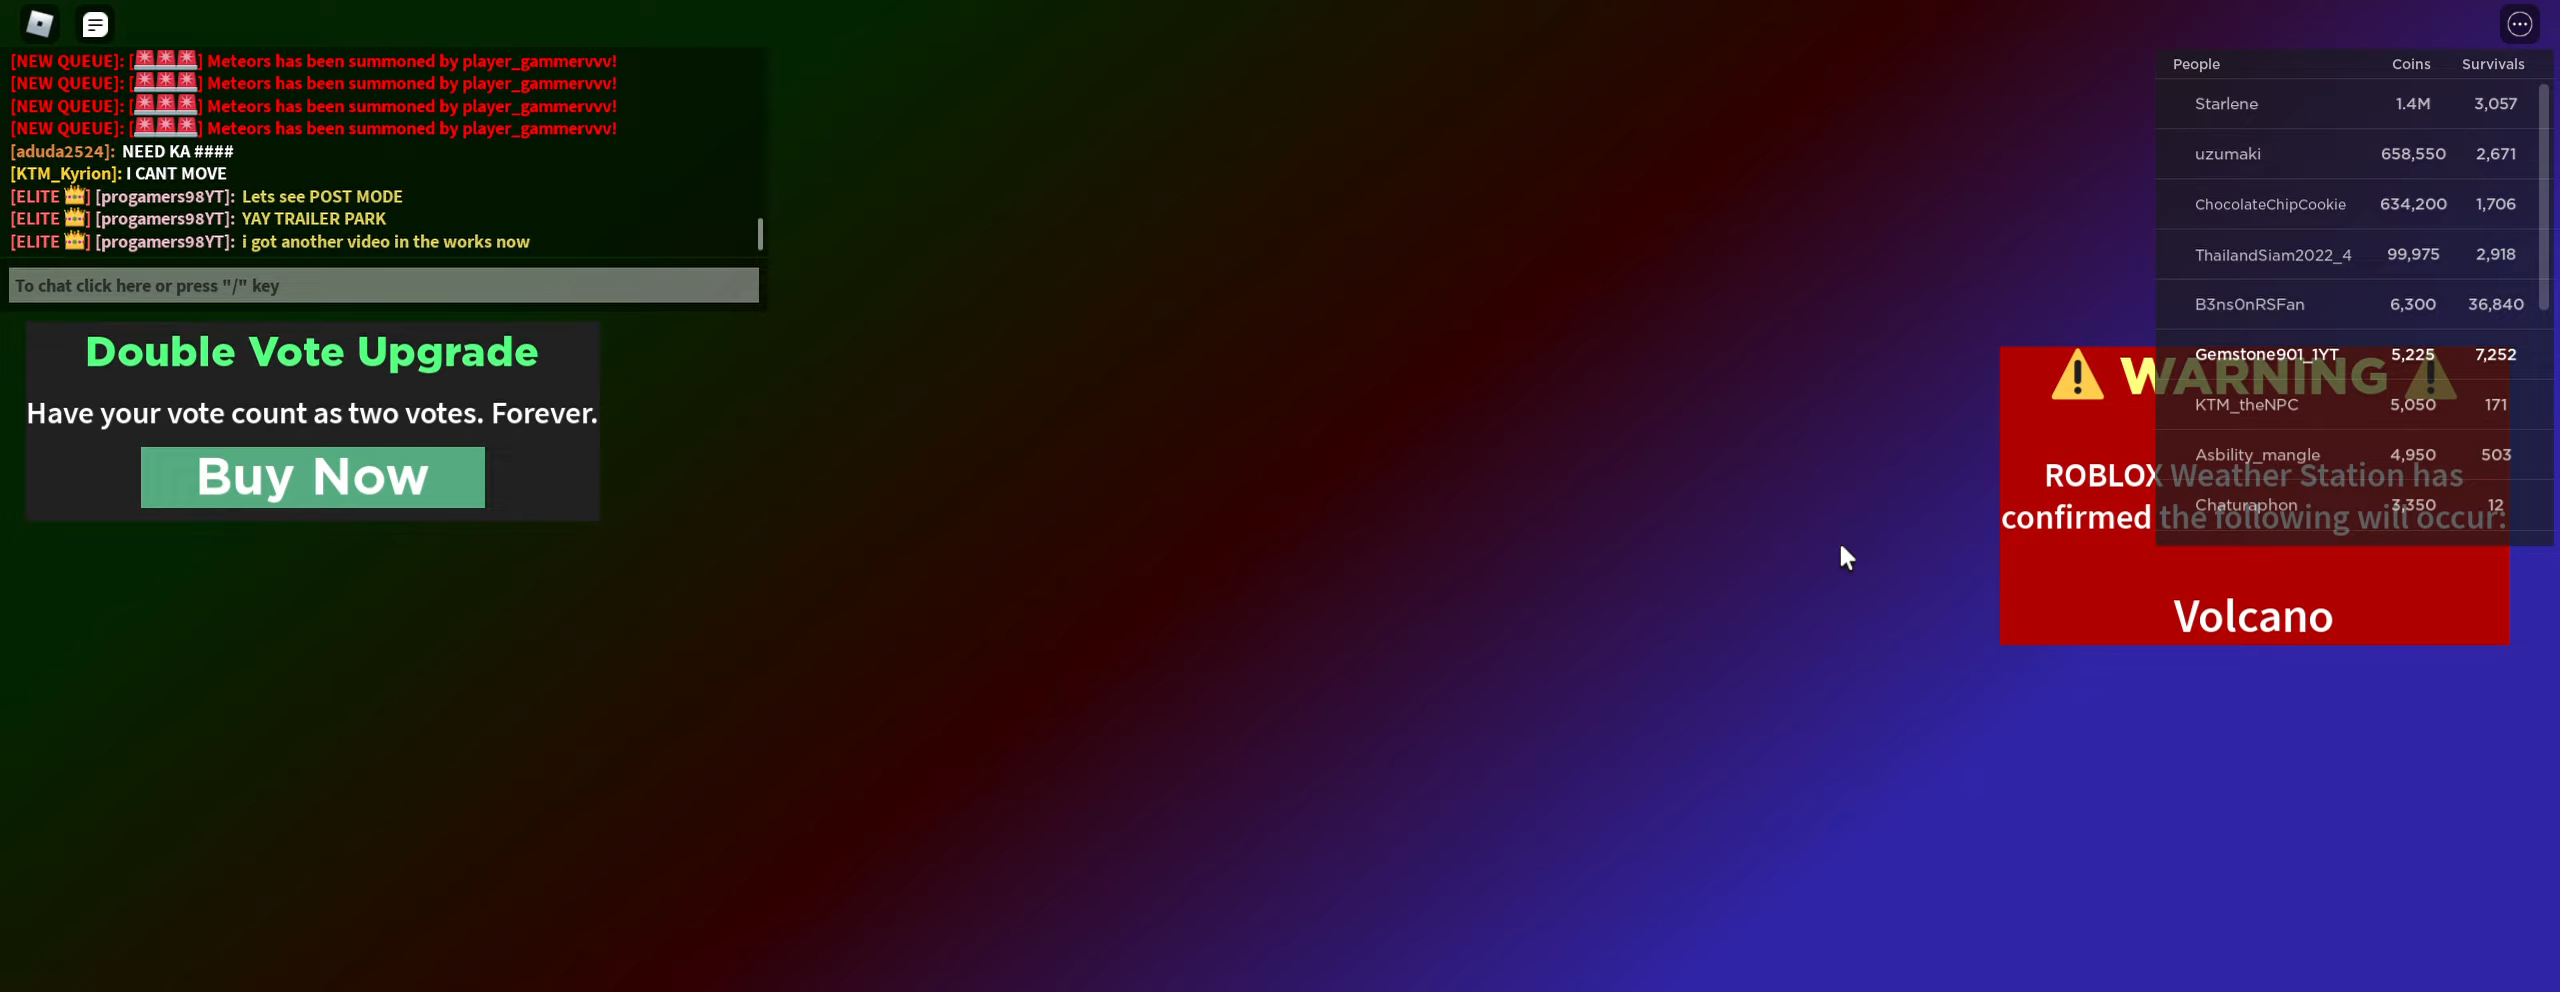 [NEW QUEUE]: [🚨🚨🚨] Meteors has been summoned by player_gammervvv!
[NEW QUEUE]: [🚨🚨🚨] Meteors has been summoned by player_gammervvv!
[NEW QUEUE]: [🚨🚨🚨] Meteors has been summoned by player_gammervvv!
[NEW QUEUE]: [🚨🚨🚨] Meteors has been summoned by player_gammervvv!
[aduda2524]: NEED KA ####
[KTM_Kyrion]: I CANT MOVE
[ELITE 👑] [progamers98YT]: Lets see POST MODE
[ELITE 👑] [progamers98YT]: YAY TRAILER PARK
[ELITE 👑] [progamers98YT]: i got another video in the works now
To chat click here or press "/" key
Double Vote Upgrade
Have your vote count as two votes. Forever.
Buy Now
People Coins Survivals
Starlene 1.4M 3,057
uzumaki 658,550 2,671
ChocolateChipCookie 634,200 1,706
ThailandSiam2022_4 99,975 2,918
B3ns0nRSFan 6,300 36,840
Gemstone901_1YT 5,225 7,252
KTM_theNPC 5,050 171
Asbility_mangle 4,950 503
Chaturaphon 3,350 12
⚠️ WARNING ⚠️
ROBLOX Weather Station has
confirmed the following will occur:
Volcano